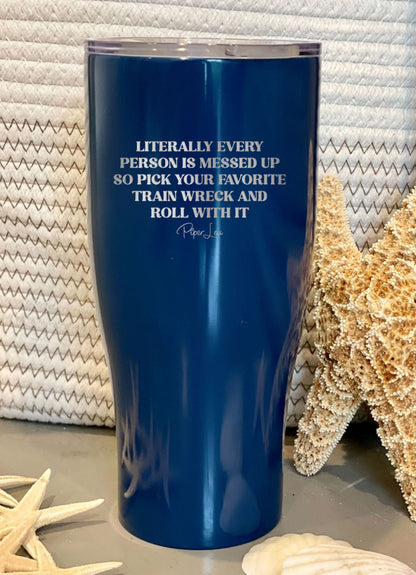 LITERALLY EVERY
PERSON IS MESSED UP
SO PICK YOUR FAVORITE
TRAIN WRECK AND
ROLL WITH IT
Piper Lou